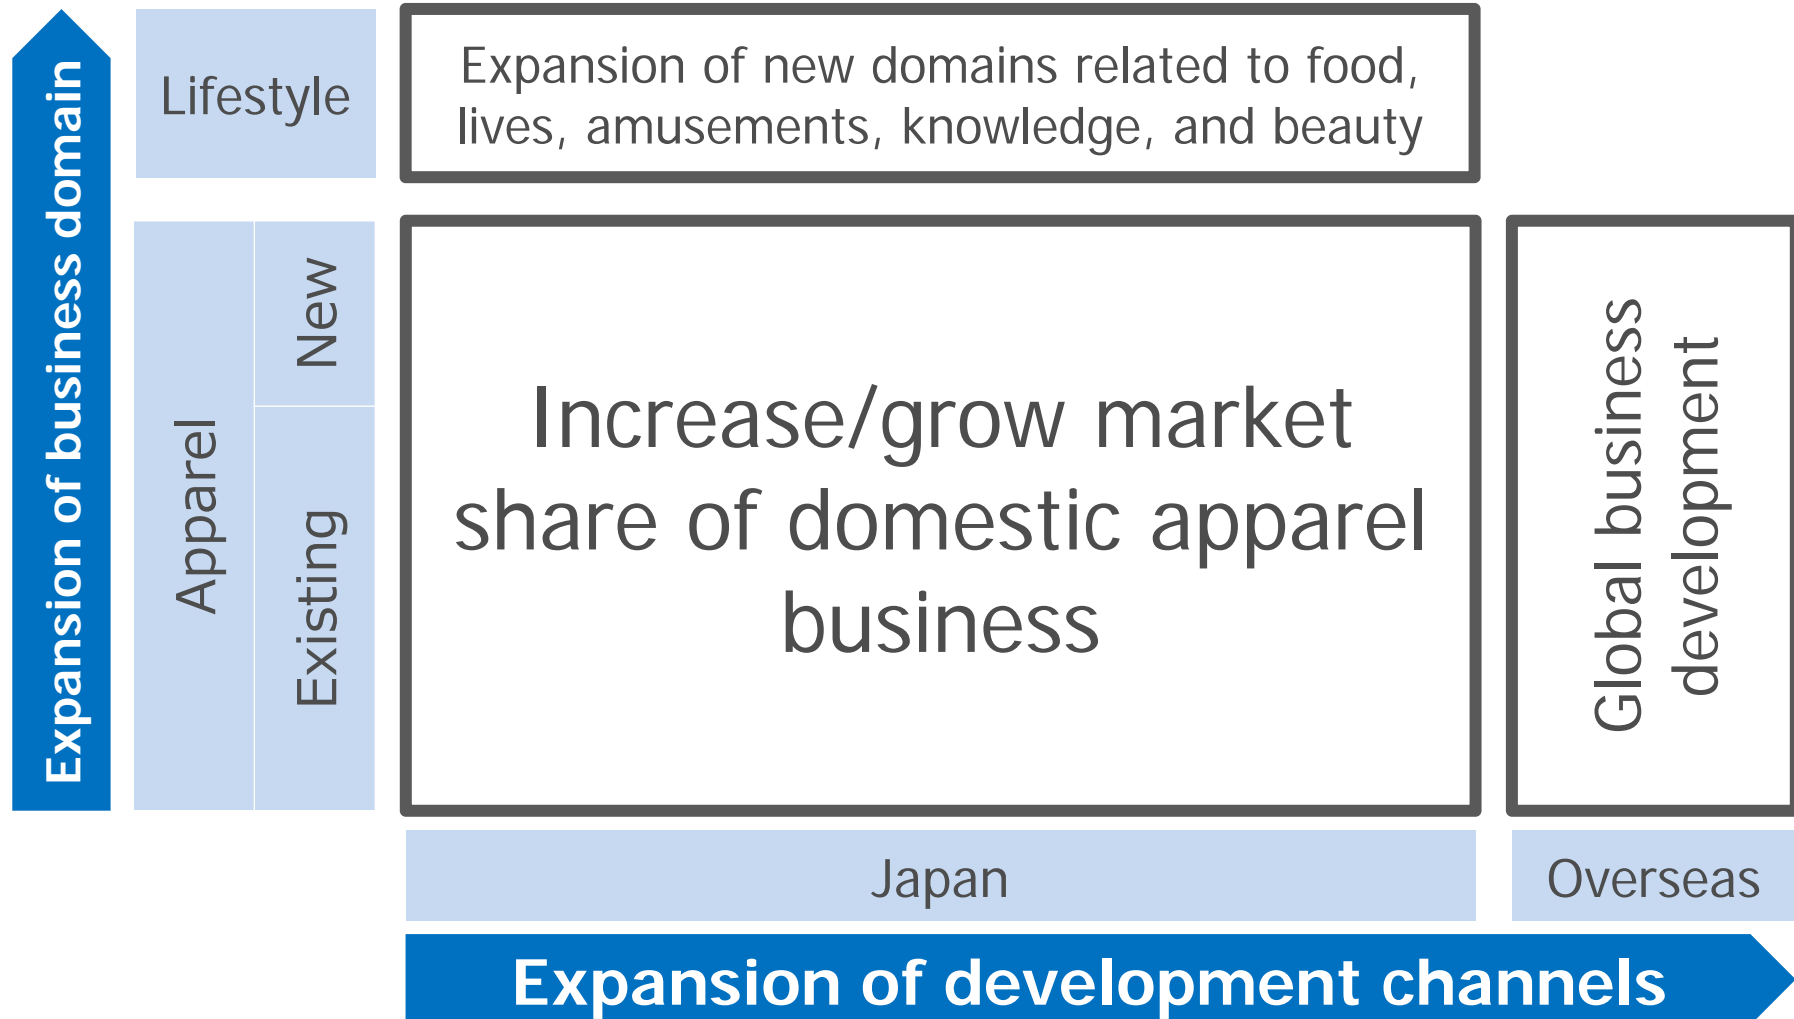 Expansion of business domain
Lifestyle
Expansion of new domains related to food,
lives, amusements, knowledge, and beauty
Apparel
New
Existing
Increase/grow market
share of domestic apparel
business
Global business
development
Japan
Overseas
Expansion of development channels